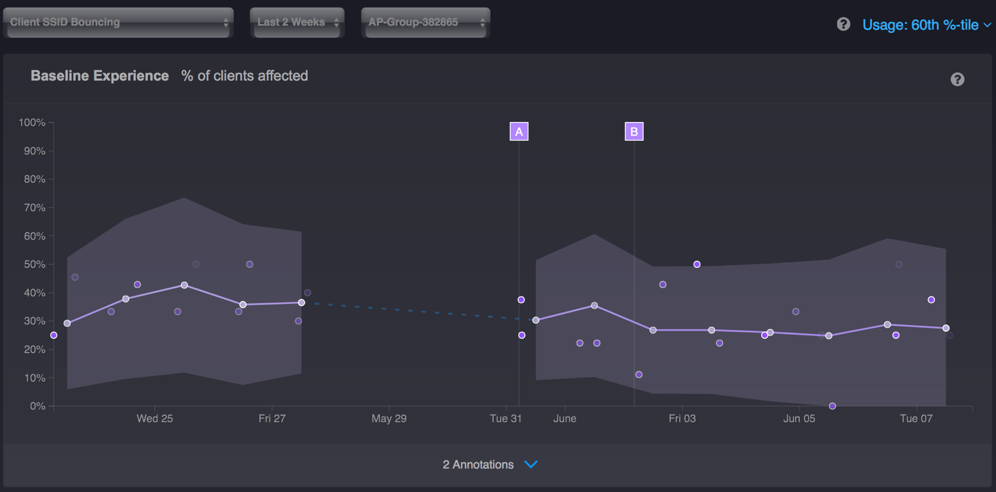 Client SSID Bouncing Last 2 Weeks AP-Group-382865 ? Usage: 60th %-tile
Baseline Experience % of clients affected ?
100%
90%
80%
70%
60%
50%
40%
30%
20%
10%
0%
A B
Wed 25 Fri 27 May 29 Tue 31 June Fri 03 Jun 05 Tue 07
2 Annotations